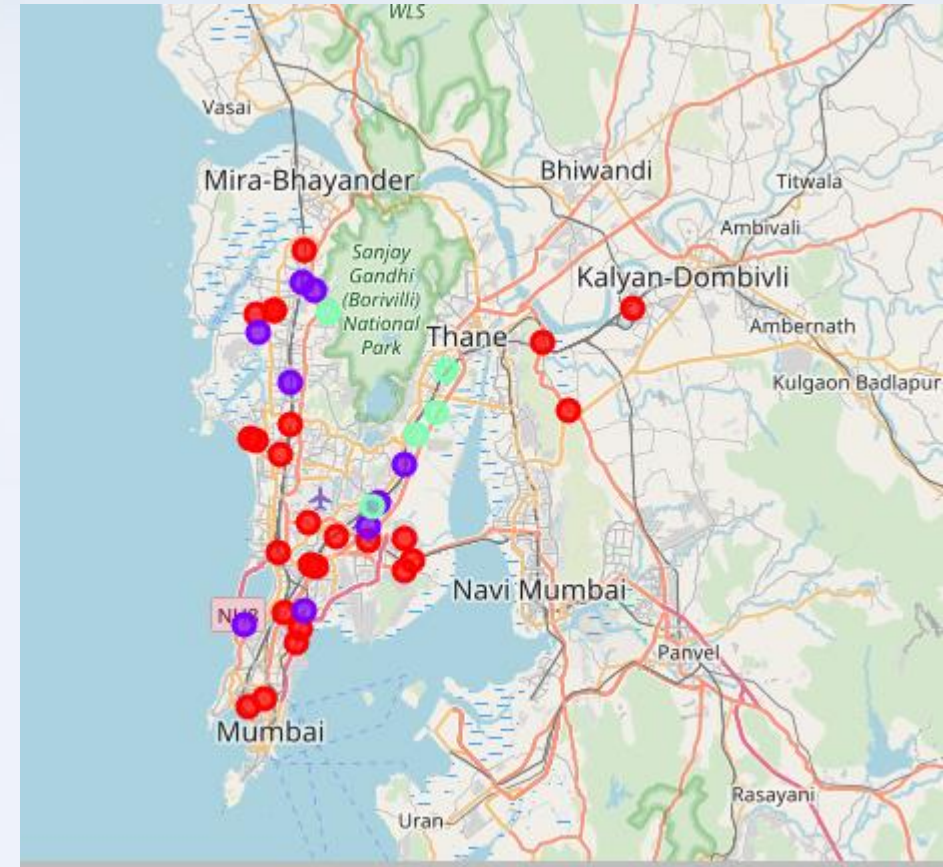 WLS
Vasai
Mira-Bhayander
Bhiwandi
Titwala
Ambivali
Sanjay
Gandhi
(Borivilli)
National
Park
Kalyan-Dombivli
Thane
Ambernath
Kulgaon Badlapur
Navi Mumbai
Panvel
Mumbai
Rasayani
Uran